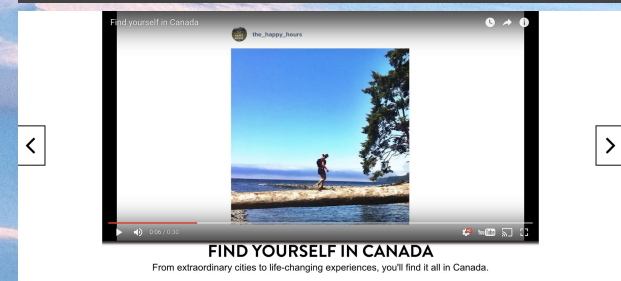 Find yourself in Canada
the_happy_hours
0:06 / 0:30
YouTube
FIND YOURSELF IN CANADA
From extraordinary cities to life-changing experiences, you'll find it all in Canada.